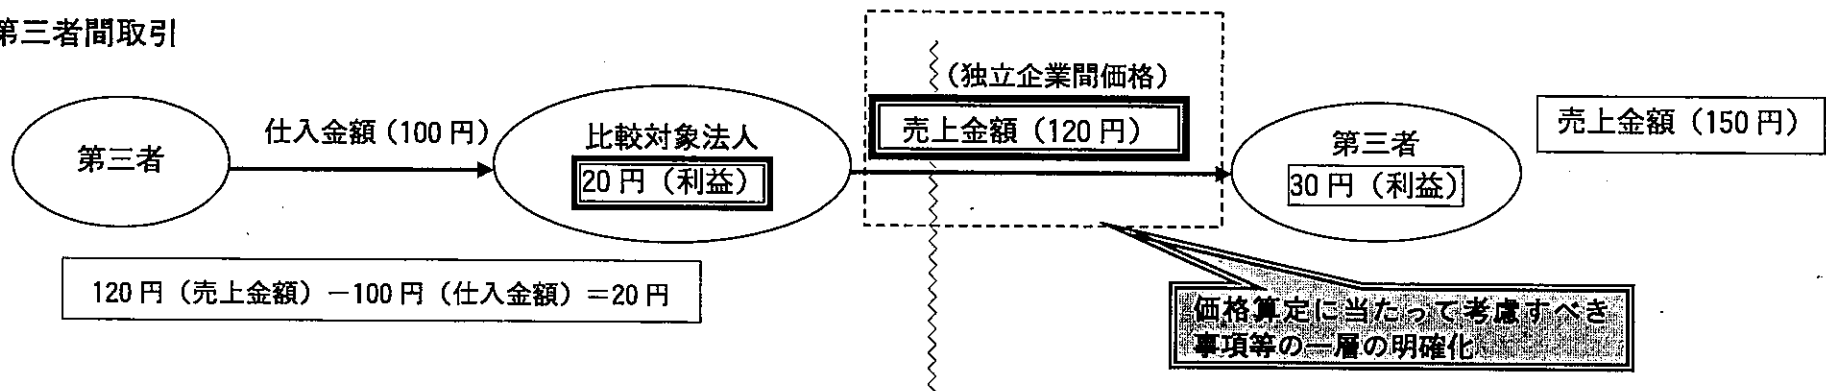 第三者間取引
(独立企業間価格)
第三者
仕入金額(100円)
比較対象法人
20円(利益)
売上金額(120円)
第三者
30円(利益)
売上金額(150円)
120円(売上金額)-100円(仕入金額)=20円
価格算定に当たって考慮すべき
事項等の一層の明確化